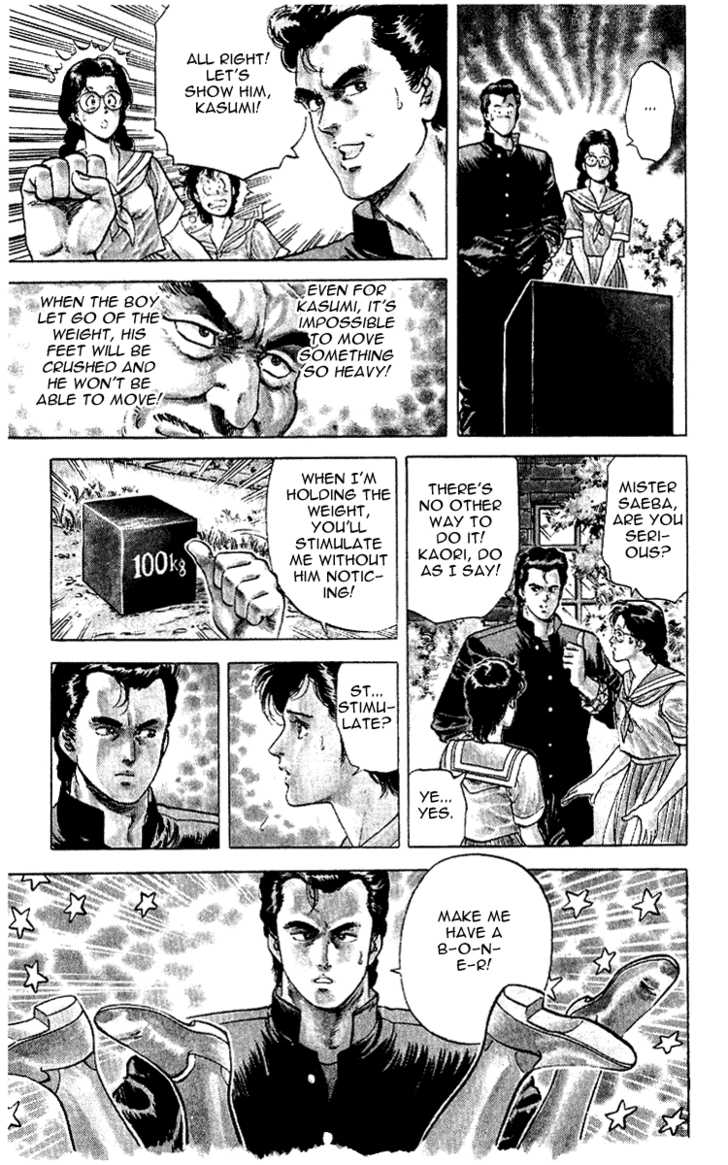 ...
ALL RIGHT!
LET'S
SHOW HIM,
KASUMI!
EVEN FOR
KASUMI, IT'S
IMPOSSIBLE
TO MOVE
SOMETHING
SO HEAVY!
WHEN THE BOY
LET GO OF THE
WEIGHT, HIS
FEET WILL BE
CRUSHED AND
HE WON'T BE
ABLE TO MOVE!
MISTER
SAEBA,
ARE YOU
SERI-
OUS?
THERE'S
NO OTHER
WAY TO
DO IT!
KAORI, DO
AS I SAY!
YE...
YES.
WHEN I'M
HOLDING THE
WEIGHT,
YOU'LL
STIMULATE
ME WITHOUT
HIM NOTIC-
ING!
100kg
ST...
STIMU-
LATE?
MAKE ME
HAVE A
B-O-N-
E-R!